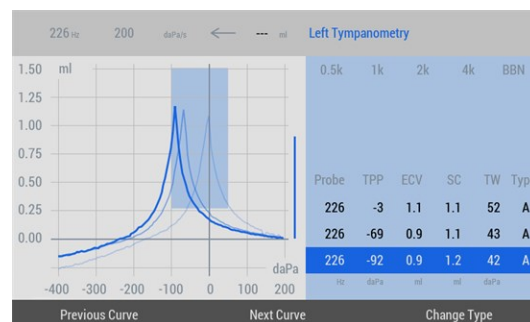 226 Hz 200 daPa/s ← --- ml Left Tympanometry
1.50 ml
1.25
1.00
0.75
0.50
0.25
0.00
daPa
-400 -300 -200 -100 0 100 200
0.5k 1k 2k 4k BBN
Probe TPP ECV SC TW Typ
226 -3 1.1 1.1 52 A
226 -69 0.9 1.1 43 A
226 -92 0.9 1.2 42 A
Hz daPa ml ml daPa
Previous Curve Next Curve Change Type